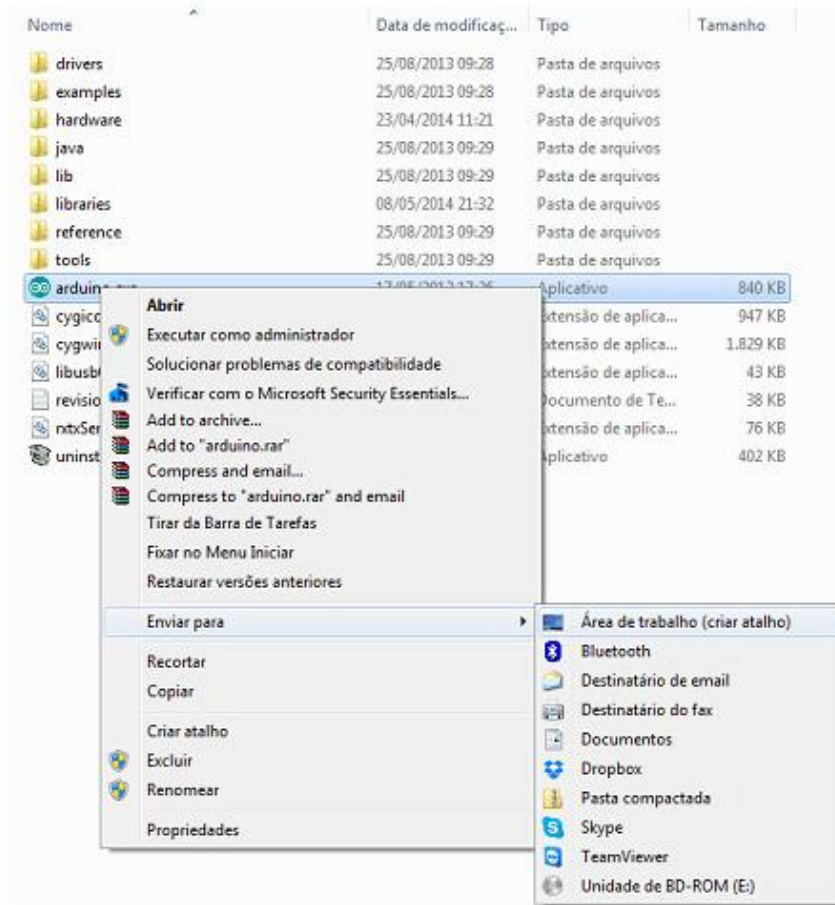 Nome Data de modificaç... Tipo Tamanho
drivers 25/08/2013 09:28 Pasta de arquivos
examples 25/08/2013 09:28 Pasta de arquivos
hardware 23/04/2014 11:21 Pasta de arquivos
java 25/08/2013 09:29 Pasta de arquivos
lib 25/08/2013 09:29 Pasta de arquivos
libraries 08/05/2014 21:32 Pasta de arquivos
reference 25/08/2013 09:29 Pasta de arquivos
tools 25/08/2013 09:29 Pasta de arquivos
Aplicativo 840 KB
cygicc 947 KB
cygwi 1.829 KB
43 KB
revisio 38 KB
76 KB
uninst 402 KB
Abrir
Executar como administrador
Solucionar problemas de compatibilidade
Verificar com o Microsoft Security Essentials...
Add to archive...
Add to "arduino.rar"
Compress and email...
Compress to "arduino.rar" and email
Tirar da Barra de Tarefas
Fixar no Menu Iniciar
Restaurar versões anteriores
Enviar para
Recortar
Copiar
Criar atalho
Excluir
Renomear
Propriedades
Área de trabalho (criar atalho)
Bluetooth
Destinatário de email
Destinatário do fax
Documentos
Dropbox
Pasta compactada
Skype
TeamViewer
Unidade de BD-ROM (E:)